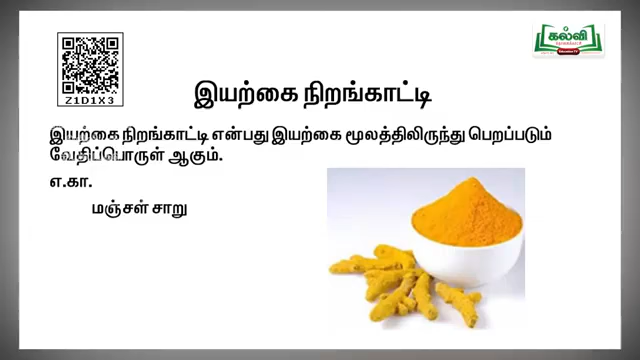 Z1D1X3
கல்வி
இயற்கை நிறங்காட்டி
இயற்கை நிறங்காட்டி என்பது இயற்கை மூலத்திலிருந்து பெறப்படும்
வேதிப்பொருள் ஆகும்.
எ.கா.
மஞ்சள் சாறு